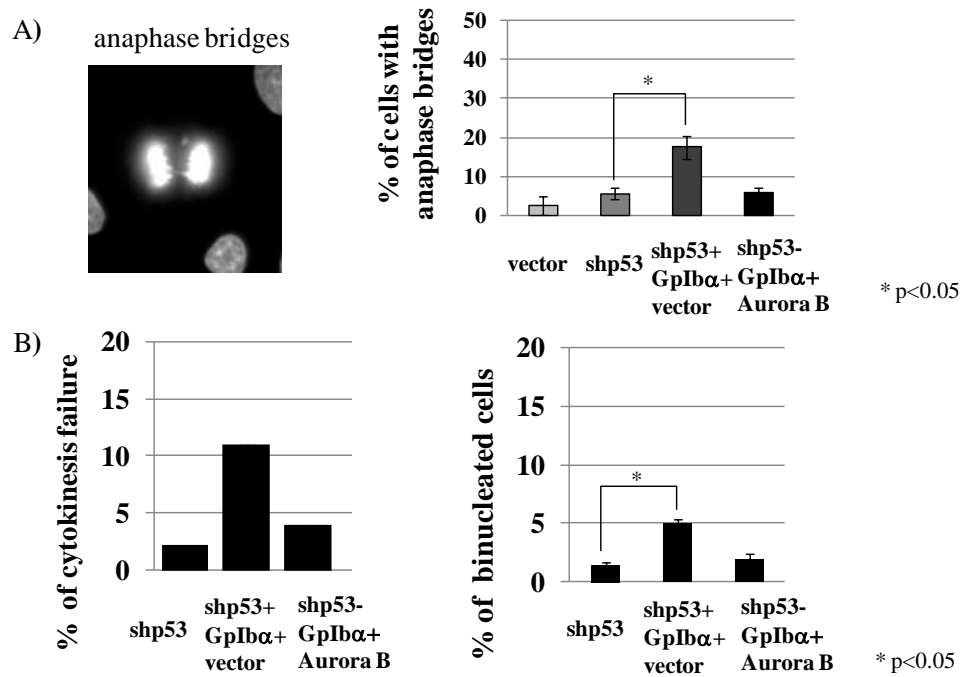 A)
anaphase bridges
% of cells with
anaphase bridges
50
40
30
20
10
0
*
vector
shp53
shp53+
GpIbα+
vector
shp53-
GpIbα+
Aurora B
* p<0.05
B)
% of cytokinesis failure
20
15
10
5
0
shp53
shp53+
GpIbα+
vector
shp53-
GpIbα+
Aurora B
% of binucleated cells
20
15
10
5
0
*
shp53
shp53+
GpIbα+
vector
shp53-
GpIbα+
Aurora B
* p<0.05